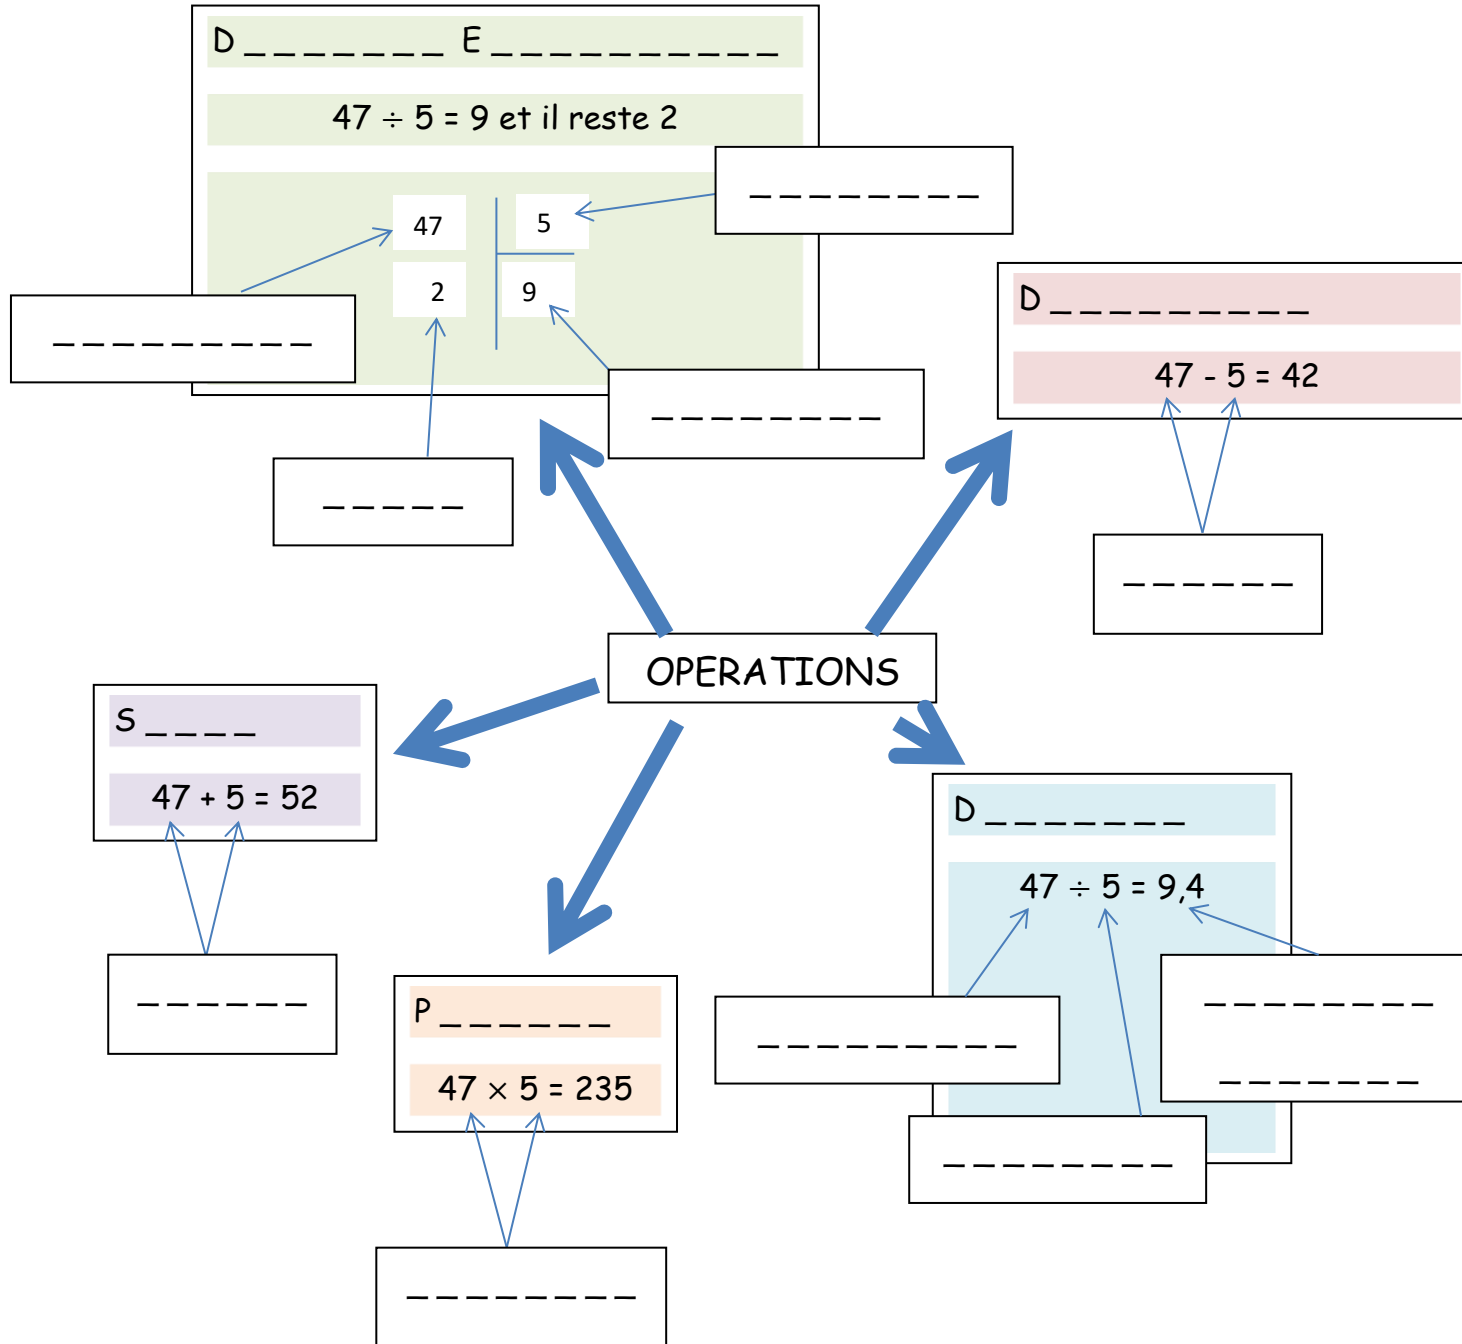 D _ _ _ _ _ _ _ E _ _ _ _ _ _ _ _ _ _
47 ÷ 5 = 9 et il reste 2
_ _ _ _ _ _ _ _
47 5
2 9
_ _ _ _ _ _ _ _ _
_ _ _ _ _ _ _ _
_ _ _ _ _
D _ _ _ _ _ _ _ _ _
47 - 5 = 42
_ _ _ _ _ _
OPERATIONS
S _ _ _ _
47 + 5 = 52
_ _ _ _ _ _
P _ _ _ _ _ _
47 × 5 = 235
_ _ _ _ _ _ _ _
D _ _ _ _ _ _ _
47 ÷ 5 = 9,4
_ _ _ _ _ _ _ _ _
_ _ _ _ _ _ _ _
_ _ _ _ _ _ _
_ _ _ _ _ _ _ _